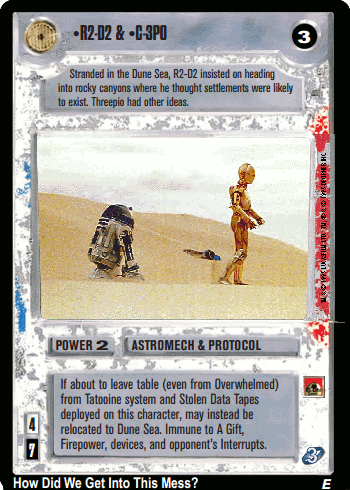 •R2-D2 & •C-3PO
3
Stranded in the Dune Sea, R2-D2 insisted on heading
into rocky canyons where he thought settlements were likely
to exist. Threepio had other ideas.
POWER 2
ASTROMECH & PROTOCOL
If about to leave table (even from Overwhelmed)
from Tatooine system and Stolen Data Tapes
deployed on this character, may instead be
relocated to Dune Sea. Immune to A Gift,
Firepower, devices, and opponent's Interrupts.
4
7
How Did We Get Into This Mess?
E